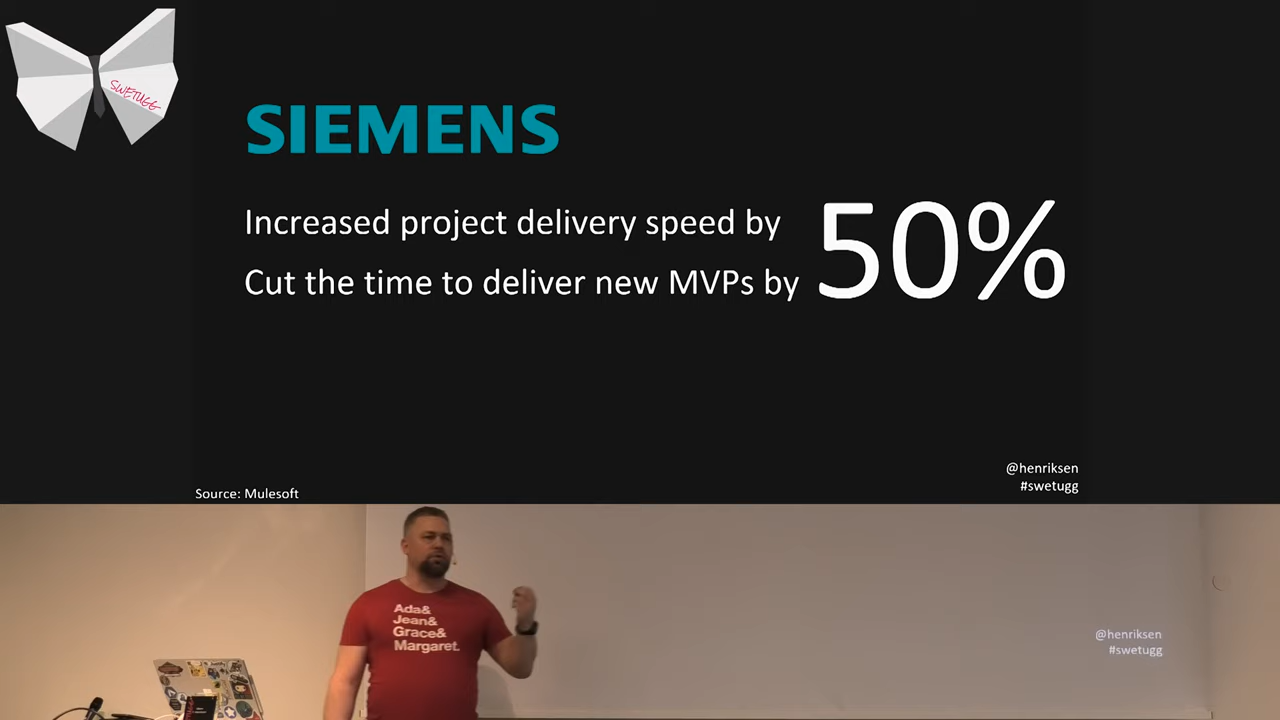 SWETUGG
SIEMENS
Increased project delivery speed by
Cut the time to deliver new MVPs by
50%
@henriksen
#swetugg
Source: Mulesoft
Ada&
Jean&
Grace&
Margaret.
@henriksen
#swetugg